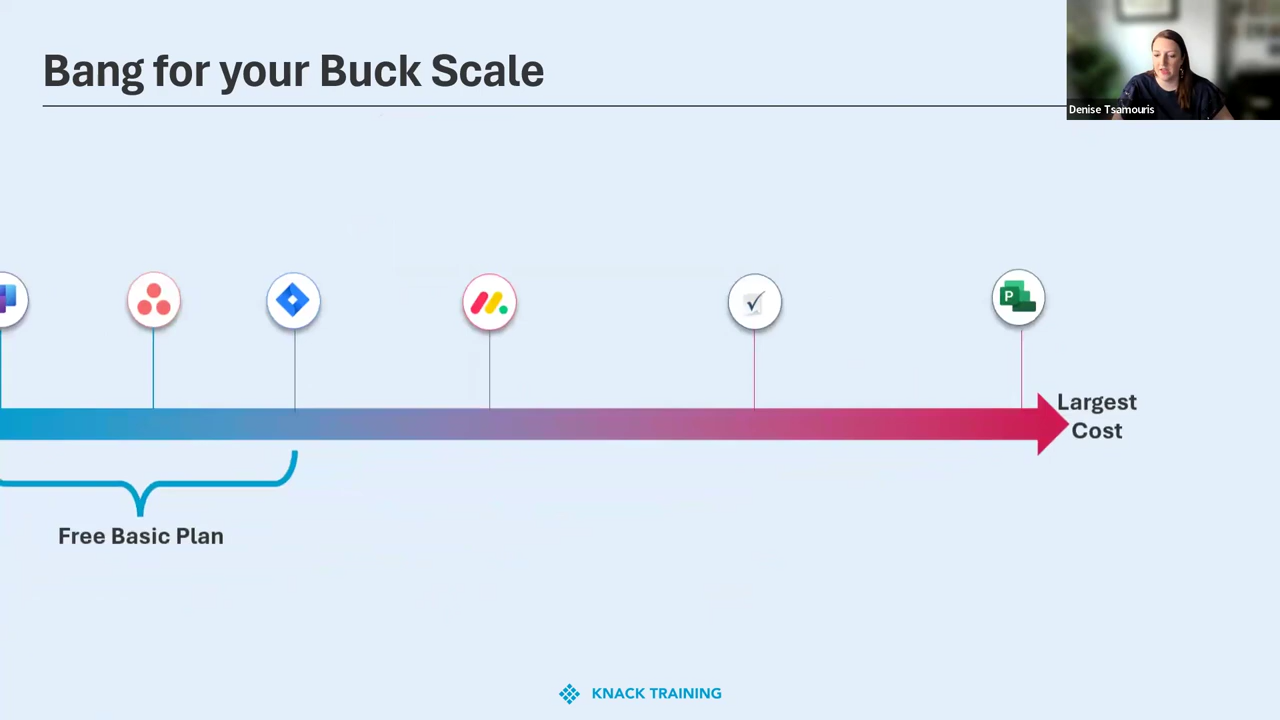 Bang for your Buck Scale
Denise Tsamouris
P
Largest
Cost
Free Basic Plan
KNACK TRAINING